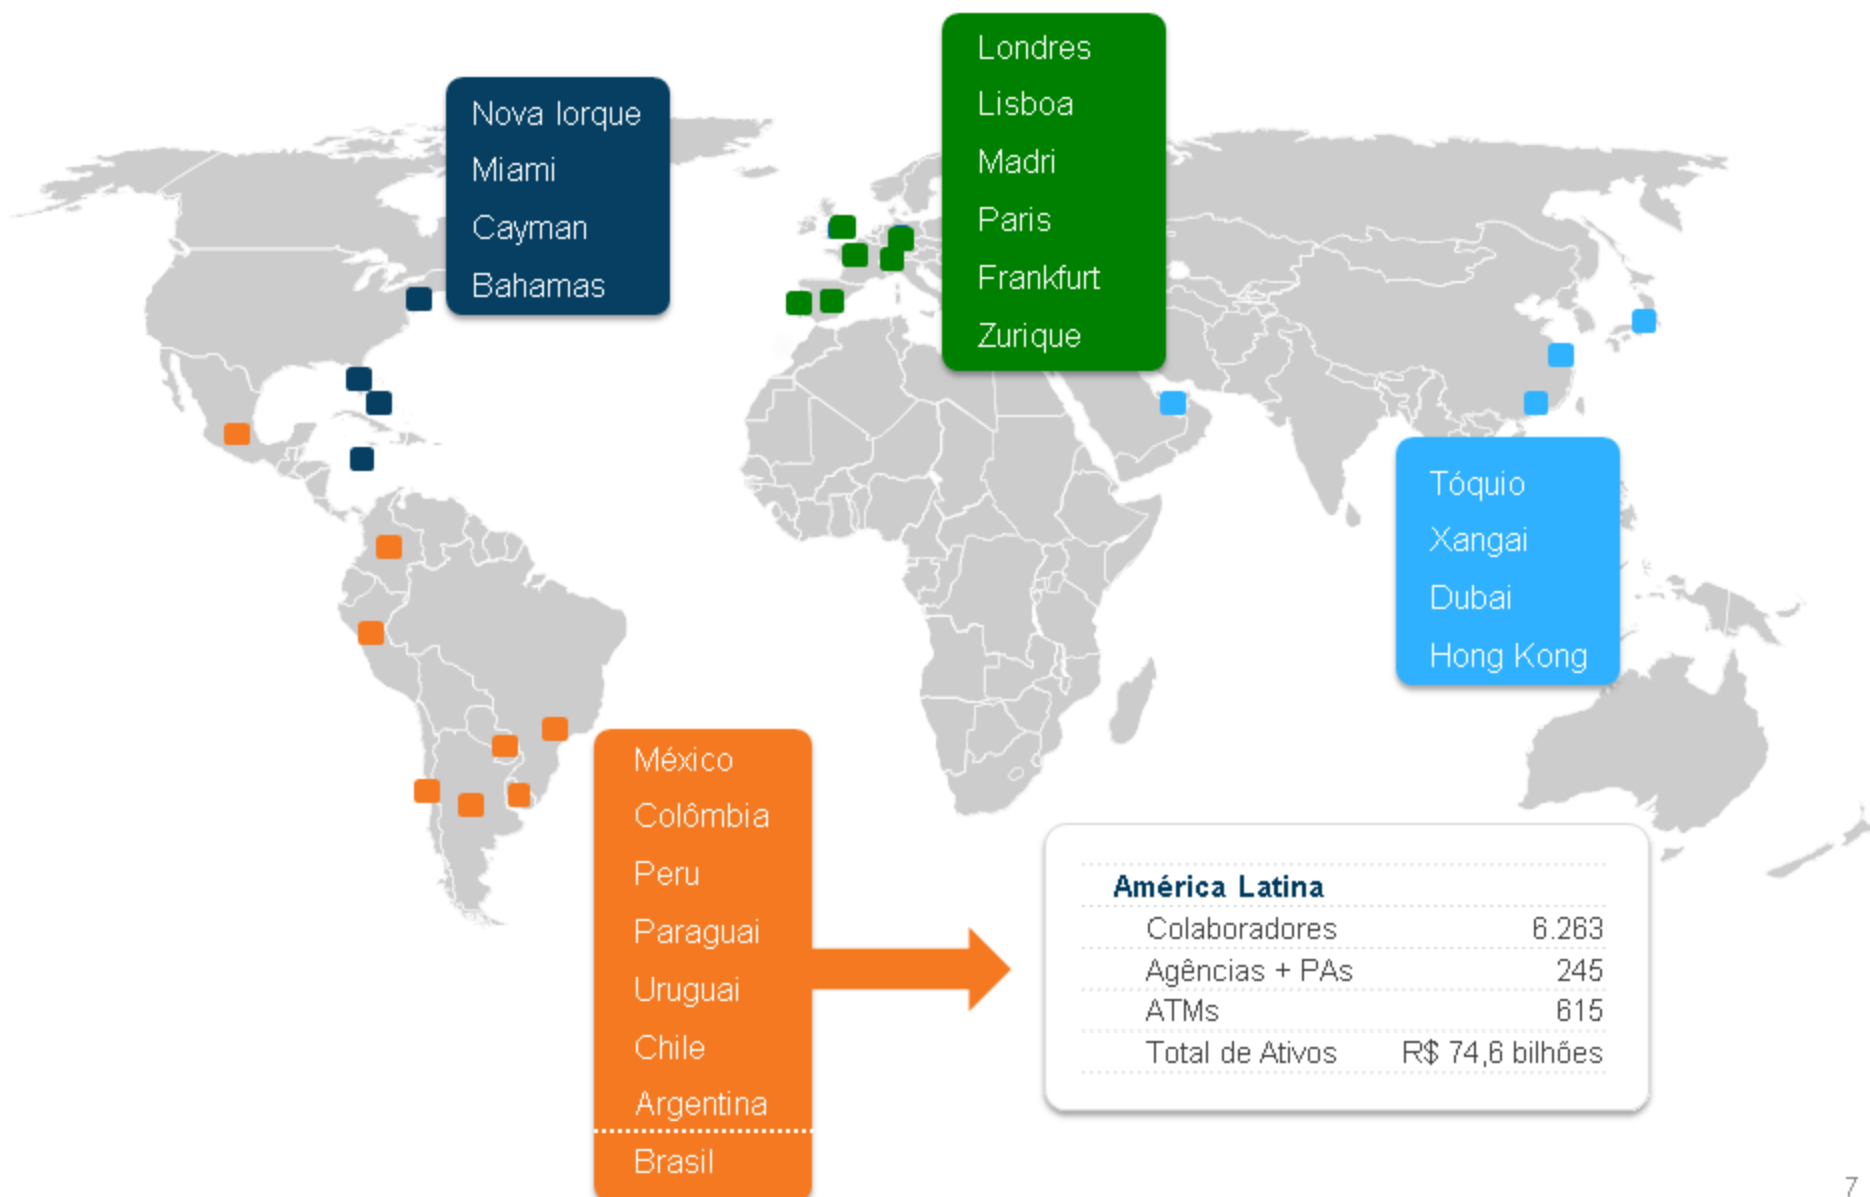 Nova Iorque
Miami
Cayman
Bahamas
Londres
Lisboa
Madri
Paris
Frankfurt
Zurique
Tóquio
Xangai
Dubai
Hong Kong
México
Colômbia
Peru
Paraguai
Uruguai
Chile
Argentina
Brasil
América Latina
Colaboradores 6.263
Agências + PAs 245
ATMs 615
Total de Ativos R$ 74,6 bilhões
7